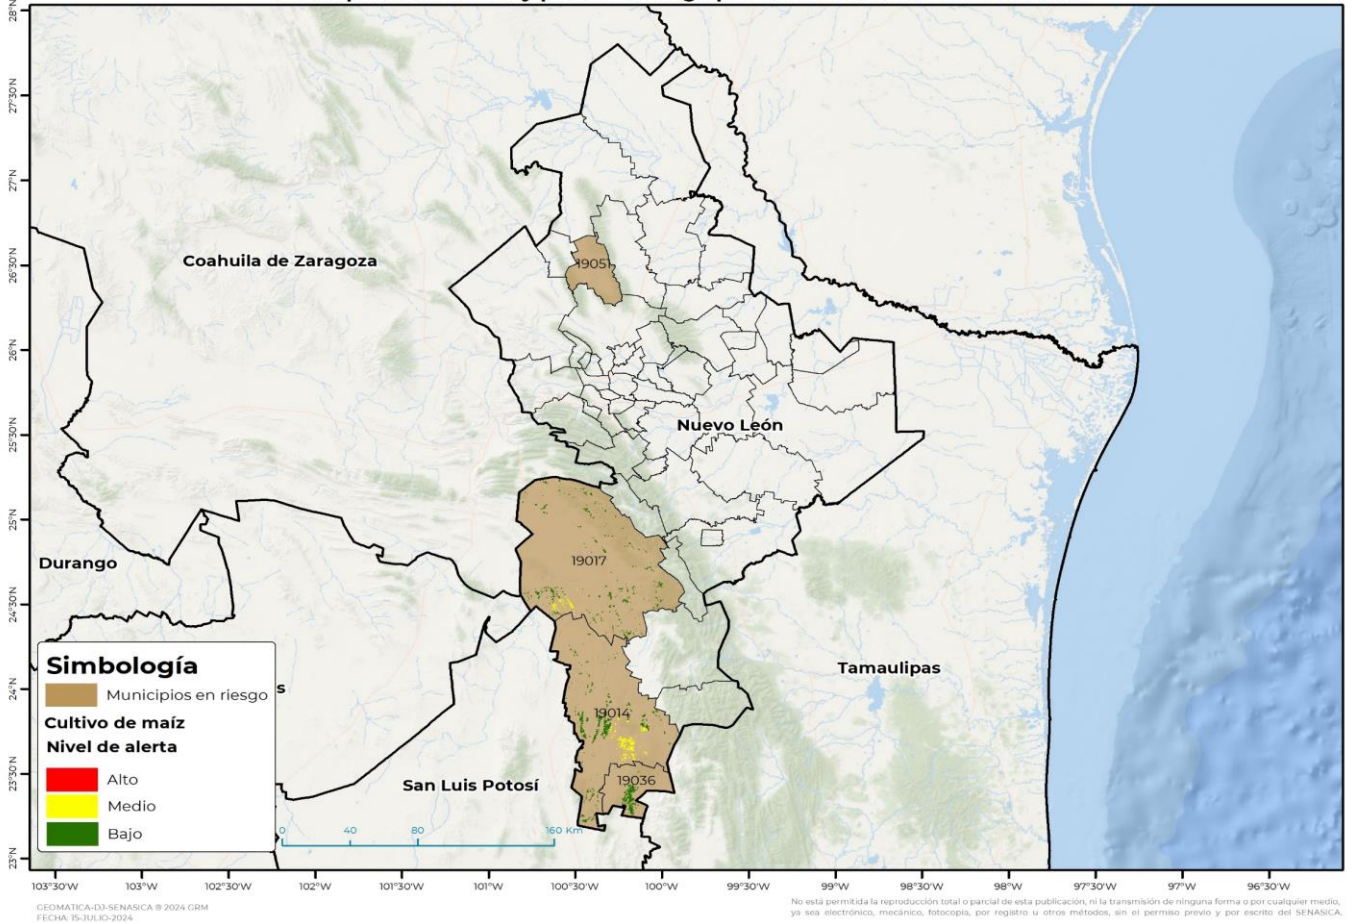 28°N
27°30'N
27°N
26°30'N
26°N
25°30'N
25°N
24°30'N
24°N
23°30'N
23°N
Coahuila de Zaragoza
19051
Nuevo León
19017
Durango
Tamaulipas
19014
19036
San Luis Potosí
s
Simbología
Municipios en riesgo
Cultivo de maíz
Nivel de alerta
Alto
Medio
Bajo
0 40 80 160 Km
103°30'W 103°W 102°30'W 102°W 101°30'W 101°W 100°30'W 100°W 99°30'W 99°W 98°30'W 98°W 97°30'W 97°W 96°30'W
GEOMATICA-DJ-SENASICA ® 2024 GRM
FECHA: 15-JULIO-2024
No está permitida la reproducción total o parcial de esta publicación, ni la transmisión de ninguna forma o por cualquier medio,
ya sea electrónico, mecánico, fotocopia, por registro u otros métodos, sin el permiso previo y por escrito del SENASICA.